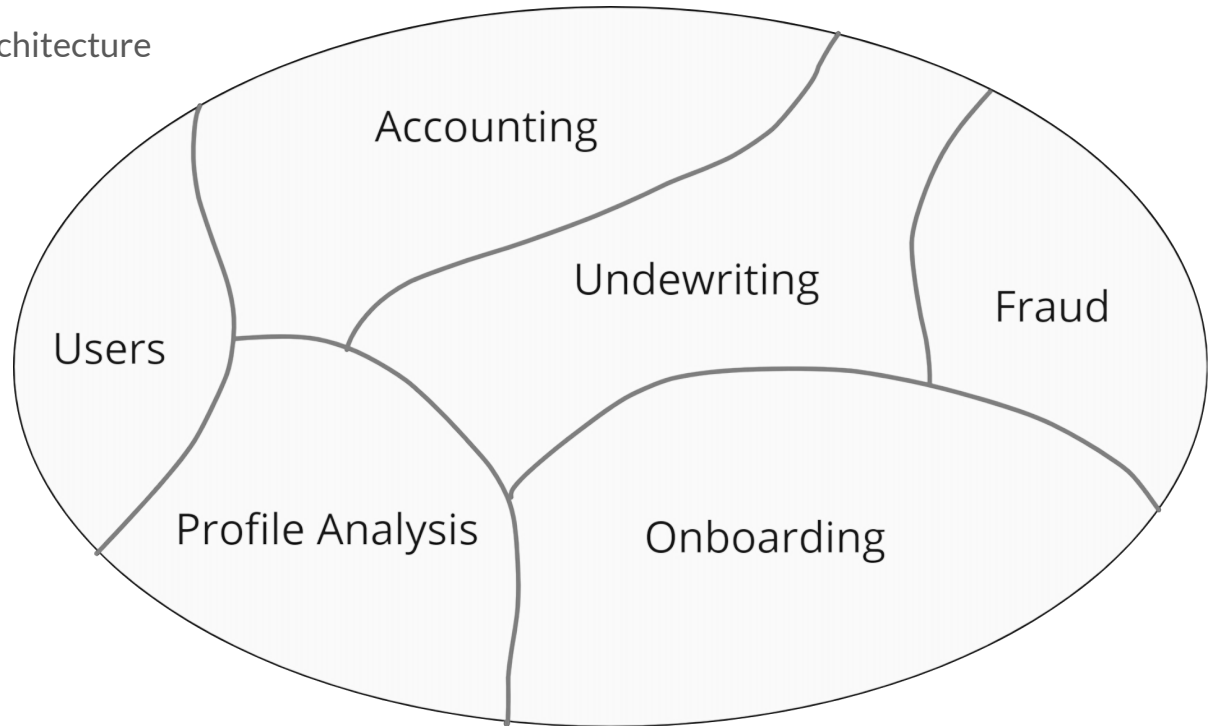 chitecture
Accounting
Undewriting
Fraud
Users
Profile Analysis
Onboarding